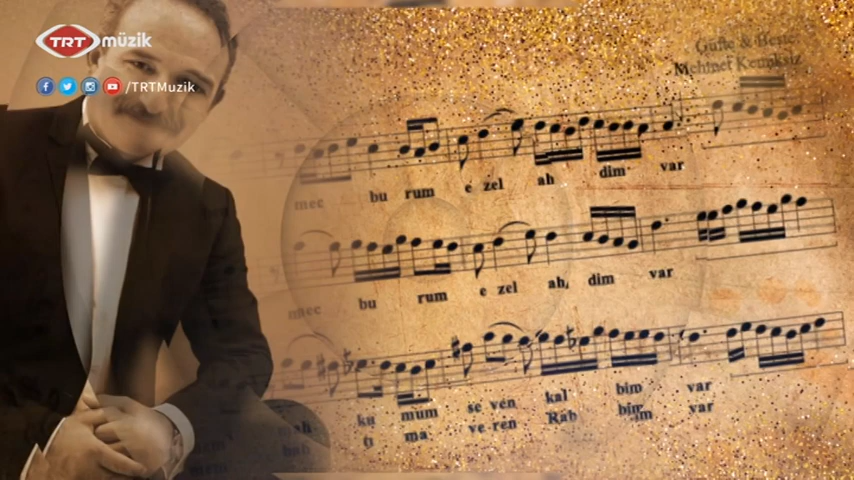 TRT müzik
/TRTMuzik
Güfte & Beste
Mehmet Kemiksiz
mec bu rum e zel ah dim var
mec bu rum e zel ah dim var
ku mum se ven kal bim var
tı ma ve ren Rab bim var